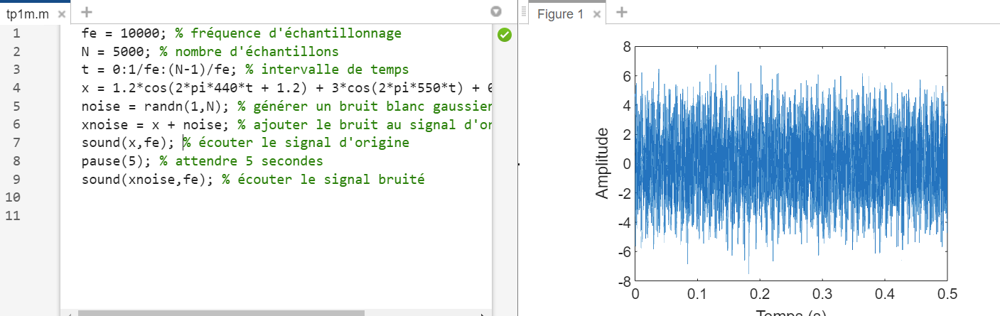 tp1m.m
Figure 1
1 fe = 10000; % fréquence d'échantillonnage
2 N = 5000; % nombre d'échantillons
3 t = 0:1/fe:(N-1)/fe; % intervalle de temps
4 x = 1.2*cos(2*pi*440*t + 1.2) + 3*cos(2*pi*550*t) +
5 noise = randn(1,N); % générer un bruit blanc gaussien
6 xnoise = x + noise; % ajouter le bruit au signal d'or
7 sound(x,fe); % écouter le signal d'origine
8 pause(5); % attendre 5 secondes
9 sound(xnoise,fe); % écouter le signal bruité
10
11
8
6
4
2
0
-2
-4
-6
-8
Amplitude
0 0.1 0.2 0.3 0.4 0.5
Temps (s)